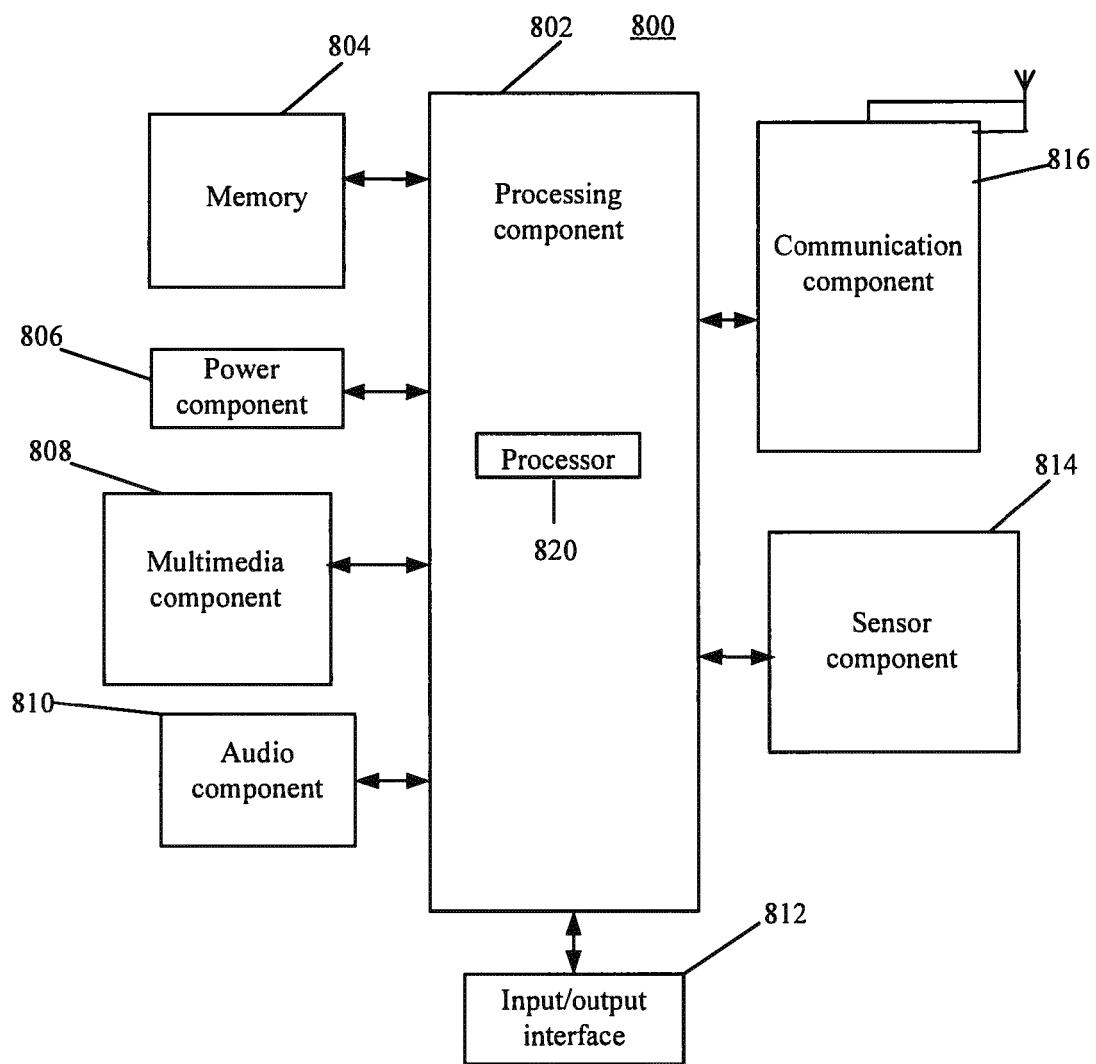 800
802
804
Memory
Processing
component
816
Communication
component
806
Power
component
808
Processor
820
814
Multimedia
component
Sensor
component
810
Audio
component
812
Input/output
interface